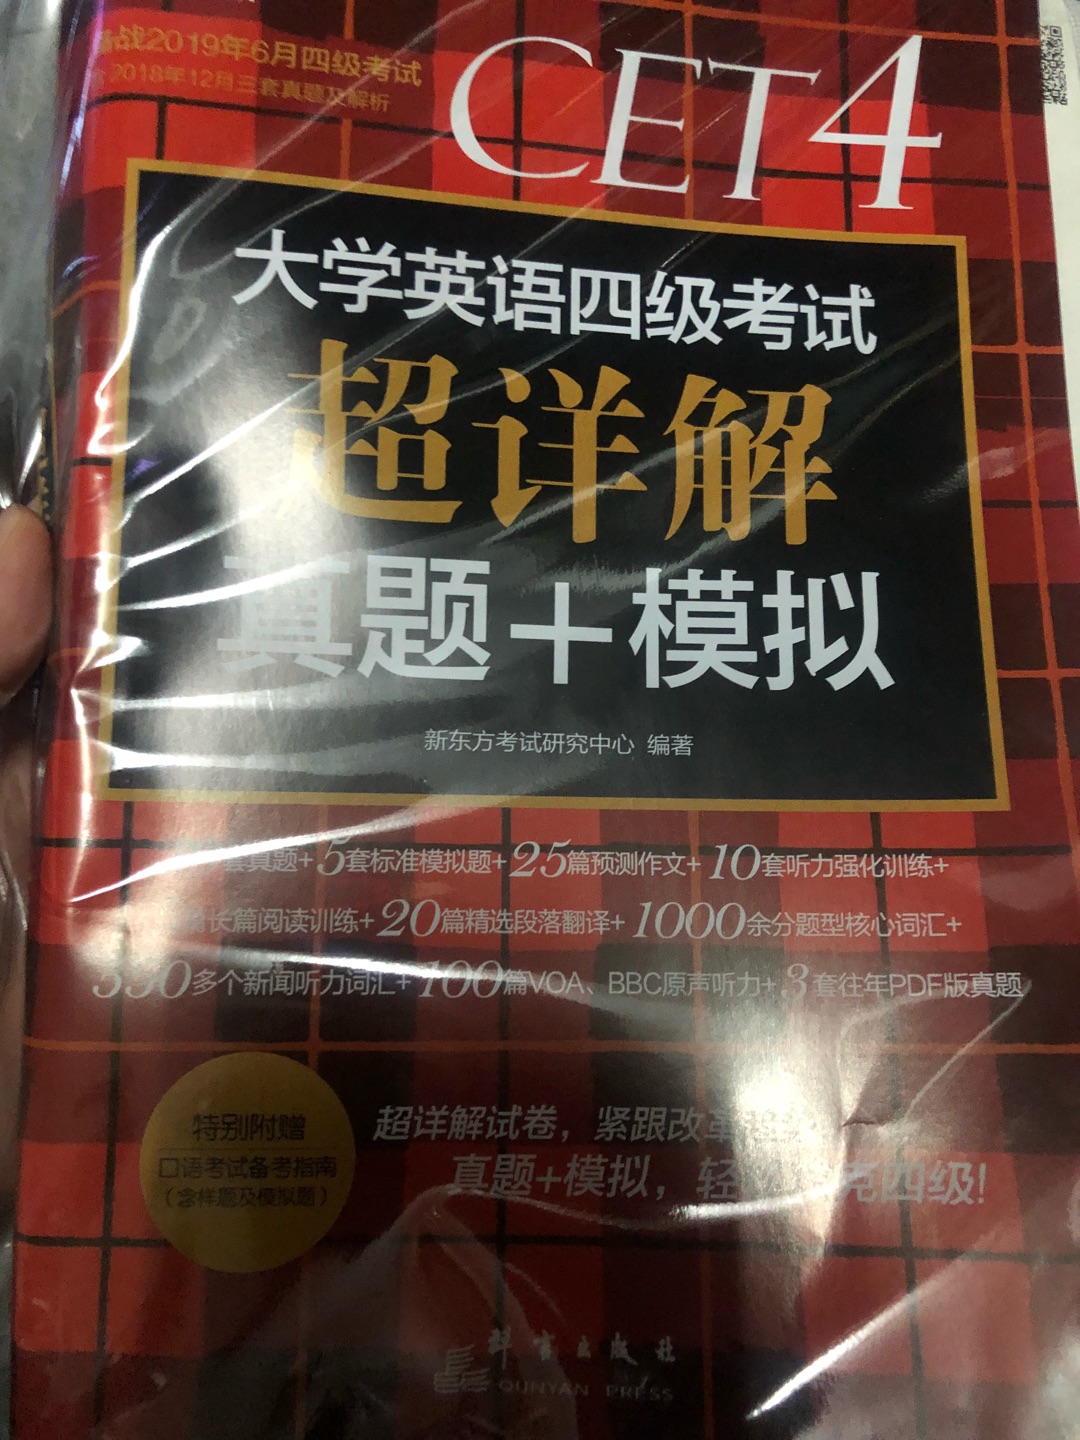 战2019年6月四级考试
2018年12月三套真题及解析
CET4
大学英语四级考试
超详解
真题+模拟
新东方考试研究中心 编著
套真题+5套标准模拟题+25篇预测作文+10套听力强化训练+
长篇阅读训练+20篇精选段落翻译+1000余分题型核心词汇+
多个新闻听力词汇+100篇VOA、BBC原声听力+3套往年PDF版真题
特别附赠
口语考试备考指南
(含样题及模拟题)
超详解试卷，紧跟改革
真题+模拟，轻 克四级!
群言出版社
QUNYAN PRESS